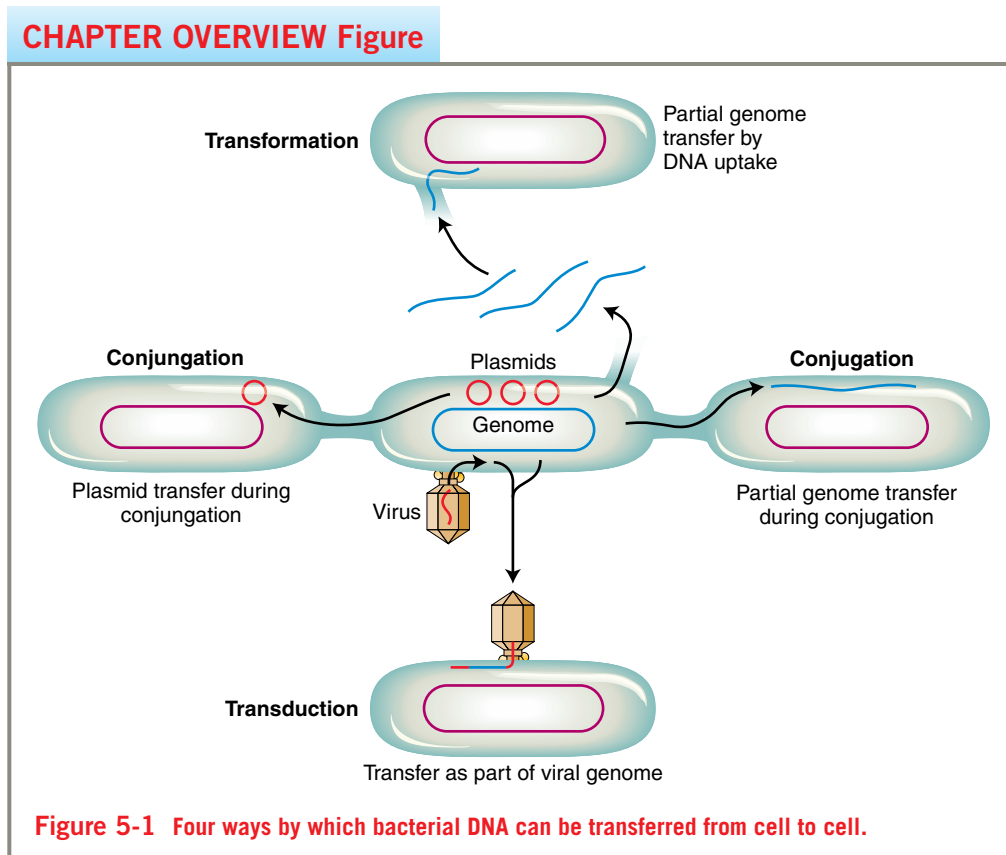 CHAPTER OVERVIEW Figure
Transformation
Partial genome
transfer by
DNA uptake
Conjungation
Plasmids
Conjugation
Genome
Plasmid transfer during
conjungation
Virus
Partial genome transfer
during conjugation
Transduction
Transfer as part of viral genome
Figure 5-1 Four ways by which bacterial DNA can be transferred from cell to cell.